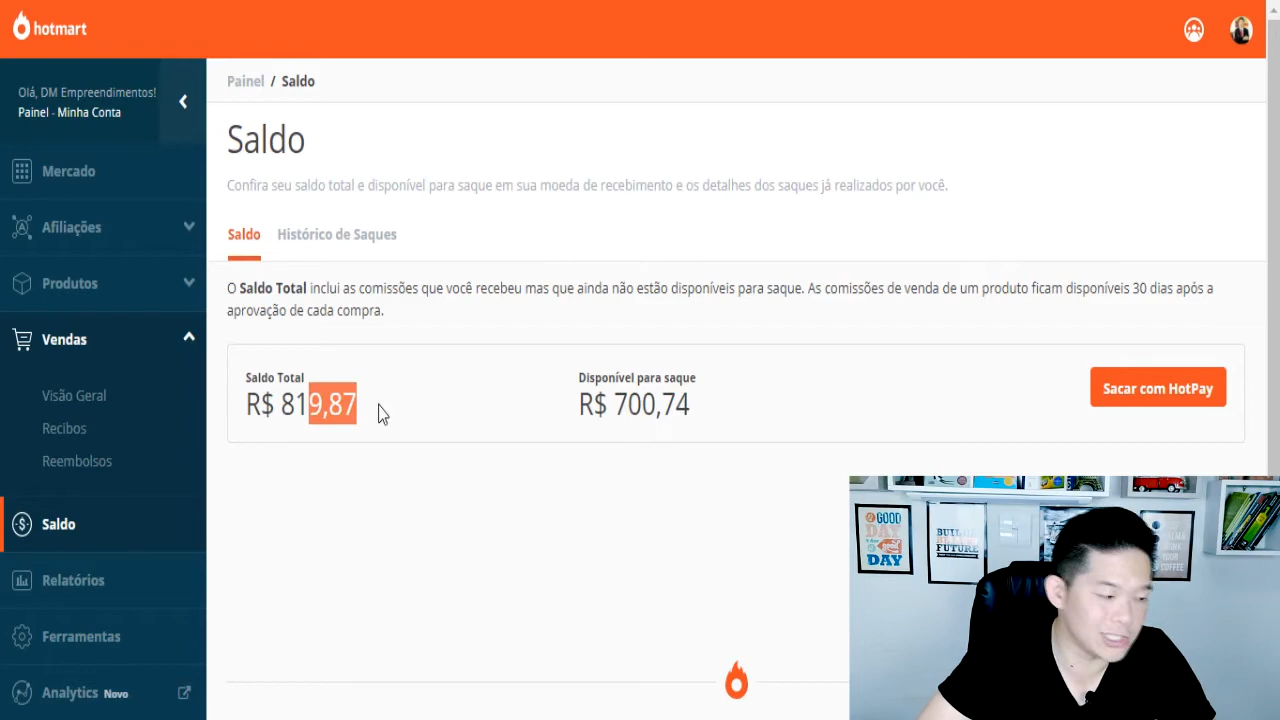 hotmart
Olá, DM Empreendimentos!
Painel - Minha Conta
Mercado
Afiliações
Produtos
Vendas
Visão Geral
Recibos
Reembolsos
Saldo
Relatórios
Ferramentas
Analytics Novo
Painel / Saldo
Saldo
Confira seu saldo total e disponível para saque em sua moeda de recebimento e os detalhes dos saques já realizados por você.
Saldo Histórico de Saques
O Saldo Total inclui as comissões que você recebeu mas que ainda não estão disponíveis para saque. As comissões de venda de um produto ficam disponíveis 30 dias após a
aprovação de cada compra.
Saldo Total
R$ 819,87
Disponível para saque
R$ 700,74
Sacar com HotPay
A GOOD
DAY
good
DAY
BUILD
FUTURE
COFFEE